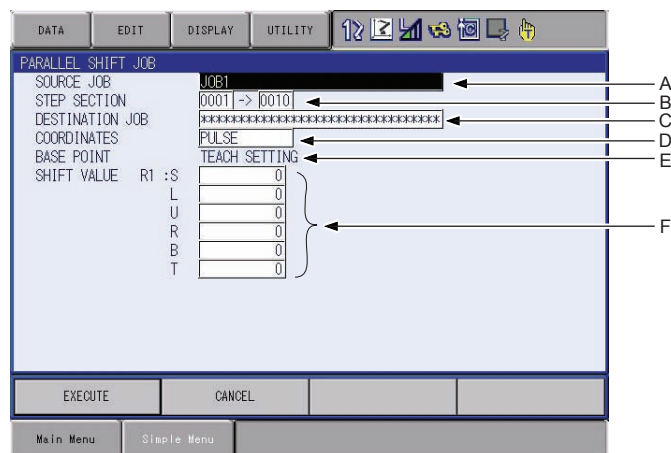 DATA EDIT DISPLAY UTILITY
PARALLEL SHIFT JOB
SOURCE JOB JOB1 A
STEP SECTION 0001 -> 0010 B
DESTINATION JOB ******************************** C
COORDINATES PULSE D
BASE POINT TEACH SETTING E
SHIFT VALUE R1 :S 0
L 0
U 0
R 0 F
B 0
T 0
EXECUTE CANCEL
Main Menu Simple Menu